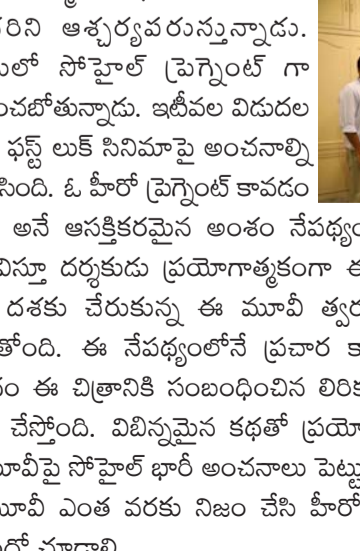 రిని ఆశ్చర్యపరుస్తున్నాడు.
లో సోహైల్ ప్రెగ్నెంట్ గా
ంచబోతున్నాడు. ఇటీవల విడుదల
ఫస్ట్ లుక్ సినిమాపై అంచనాల్ని
సింది. ఓ హీరో ప్రెగ్నెంట్ కావడం
అనే ఆసక్తికరమైన అంశం నేపథ్యం
విస్తూ దర్శకుడు ప్రయోగాత్మకంగా ఈ
దశకు చేరుకున్న ఈ మూవీ త్వర
తోంది. ఈ నేపథ్యంలోనే ప్రచార కా
ం ఈ చిత్రానికి సంబంధించిన లిరిక
చేస్తోంది. విబిన్నమైన కథతో ప్రయో
మూవీపై సోహైల్ భారీ అంచనాలు పెట్టు
మూవీ ఎంత వరకు నిజం చేసి హీరో
చూడాలి